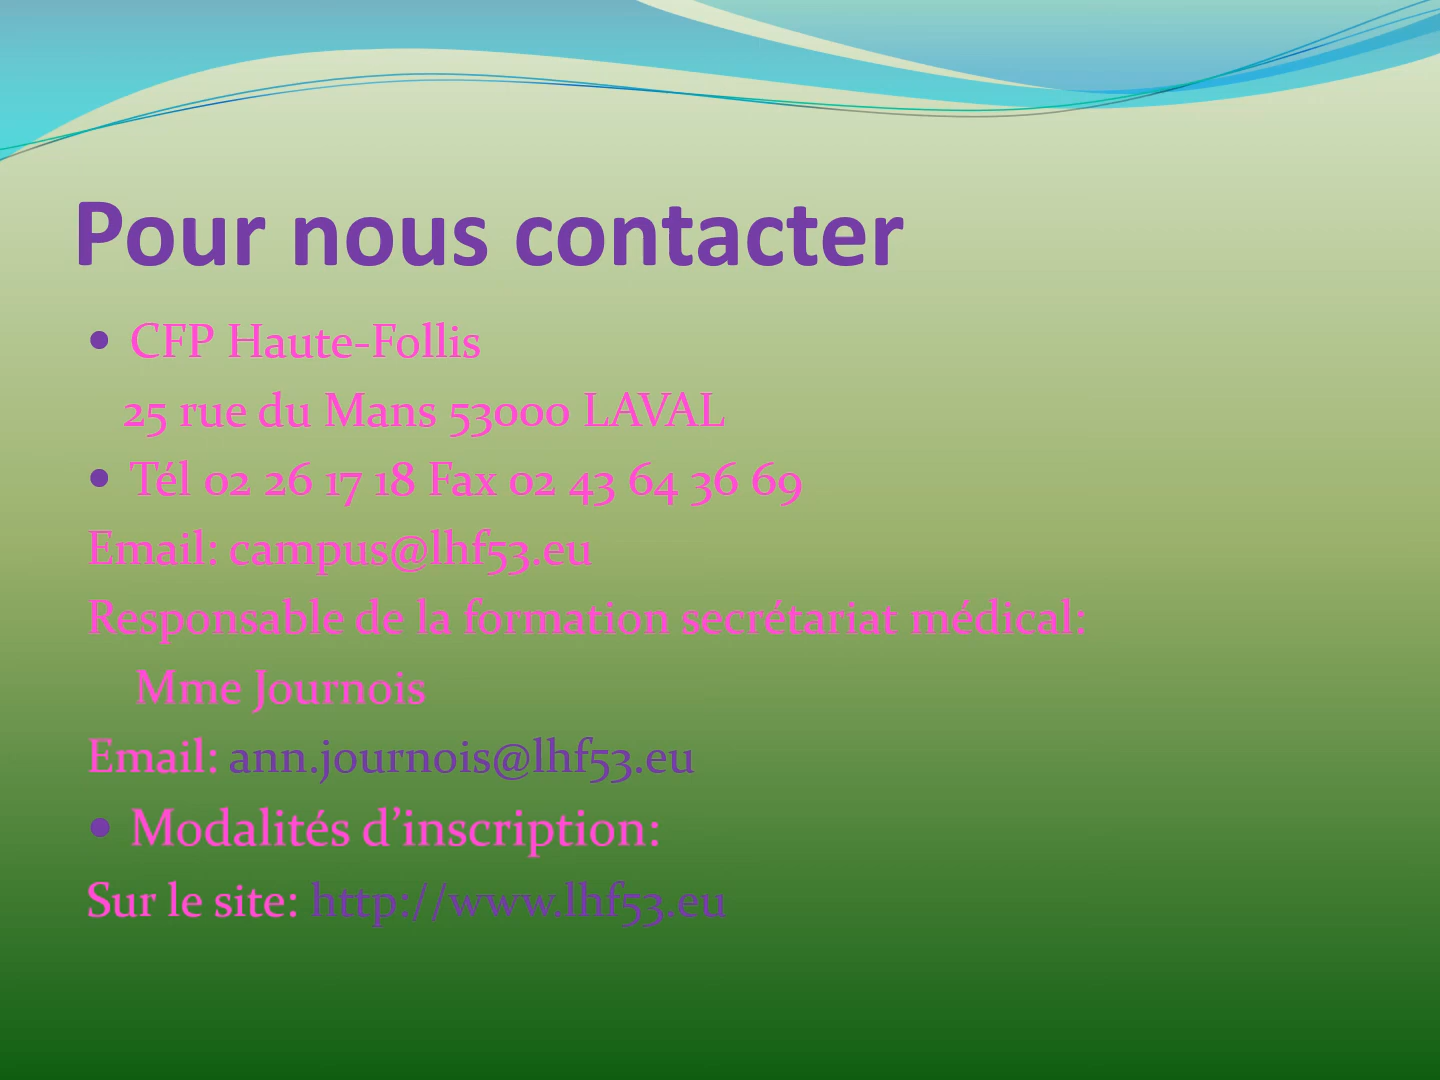 Pour nous contacter
• CFP Haute-Follis
25 rue du Mans 53000 LAVAL
• Tél 02 26 17 18 Fax 02 43 64 36 69
Email: campus@lhf53.eu
Responsable de la formation secrétariat médical:
Mme Journois
Email: ann.journois@lhf53.eu
• Modalités d’inscription:
Sur le site: http://www.lhf53.eu